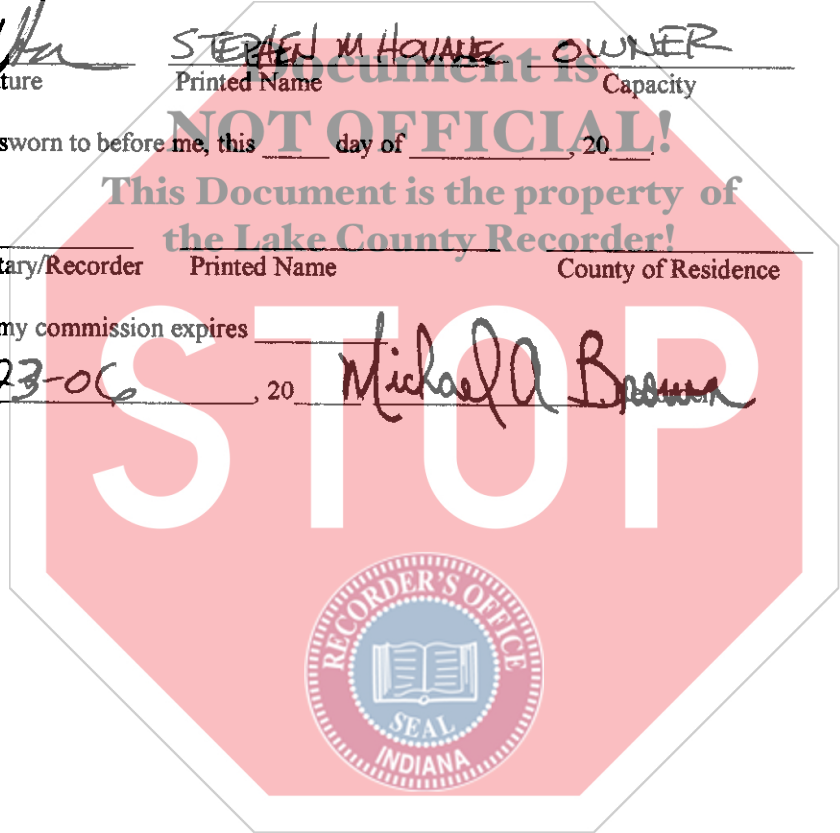 STEPHEN M HOVANEC OWNER
Document is
ture Printed Name Capacity
NOT OFFICIAL!
sworn to before me, this ____ day of ____________, 20___.
This Document is the property of
the Lake County Recorder!
tary/Recorder Printed Name County of Residence
my commission expires ____________
23-06, 20___ Michael A Brown
STOP
RECORDER'S OFFICE
SEAL
INDIANA